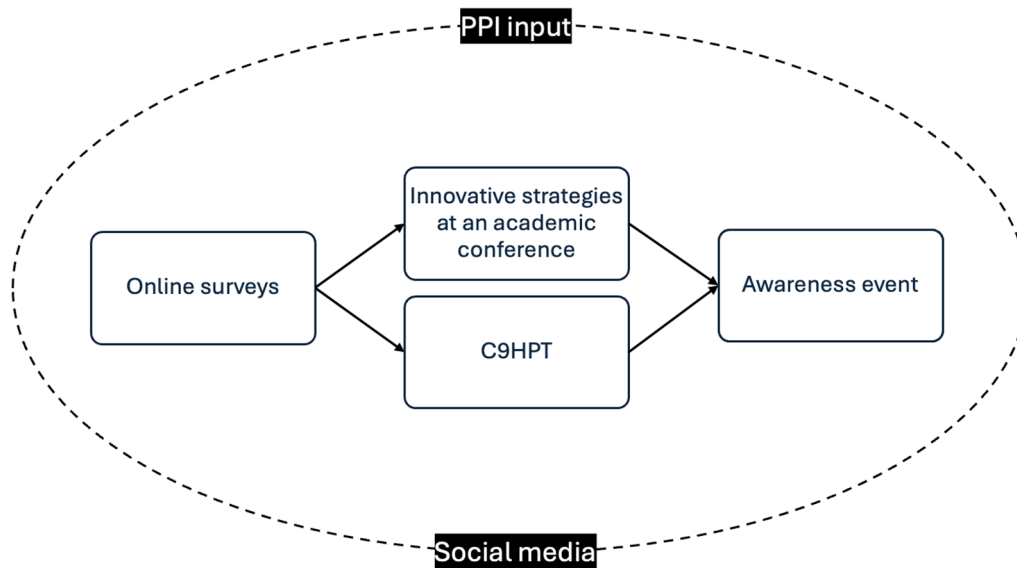 PPI input
Innovative strategies
at an academic
conference
Online surveys
Awareness event
C9HPT
Social media